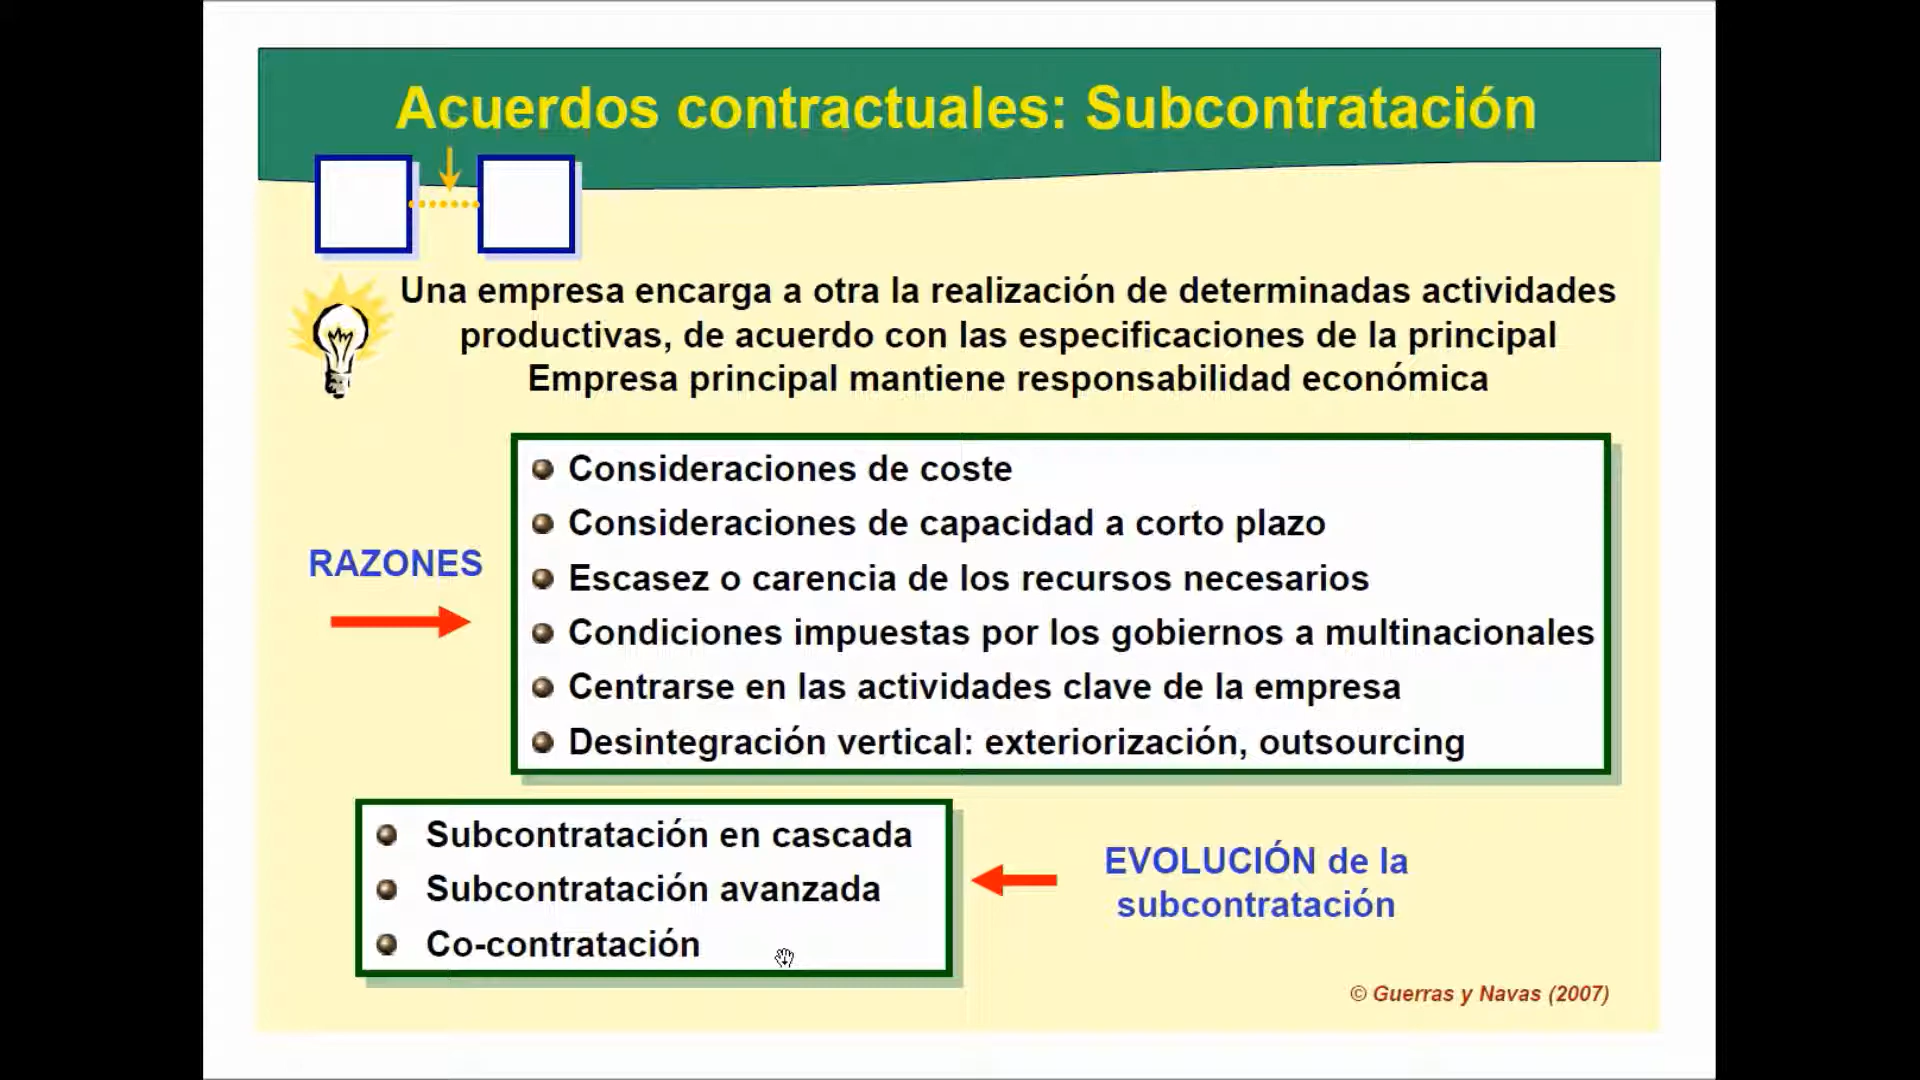 Acuerdos contractuales: Subcontratación
Una empresa encarga a otra la realización de determinadas actividades
productivas, de acuerdo con las especificaciones de la principal
Empresa principal mantiene responsabilidad económica
RAZONES
Consideraciones de coste
Consideraciones de capacidad a corto plazo
Escasez o carencia de los recursos necesarios
Condiciones impuestas por los gobiernos a multinacionales
Centrarse en las actividades clave de la empresa
Desintegración vertical: exteriorización, outsourcing
Subcontratación en cascada
Subcontratación avanzada
Co-contratación
EVOLUCIÓN de la
subcontratación
© Guerras y Navas (2007)